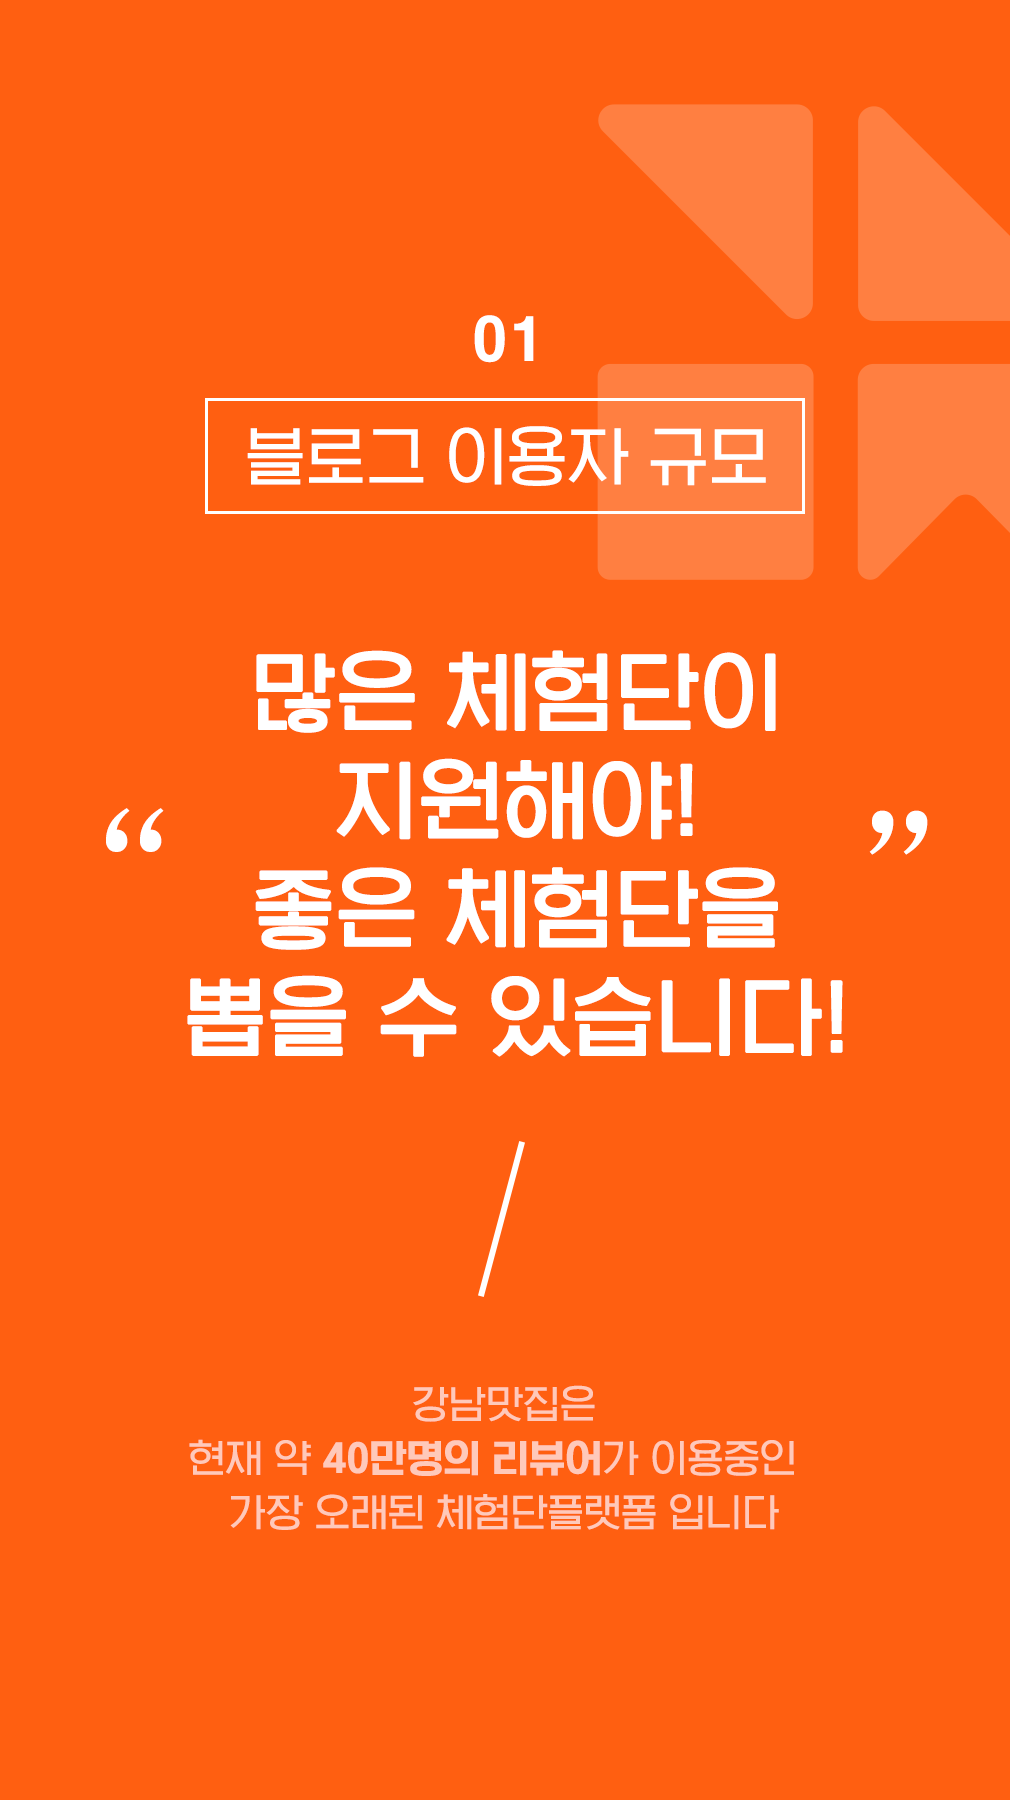 01
블로그 이용자 규모
“ 많은 체험단이
지원해야!
좋은 체험단을
뽑을 수 있습니다! ”
강남맛집은
현재 약 40만명의 리뷰어가 이용중인
가장 오래된 체험단플랫폼 입니다